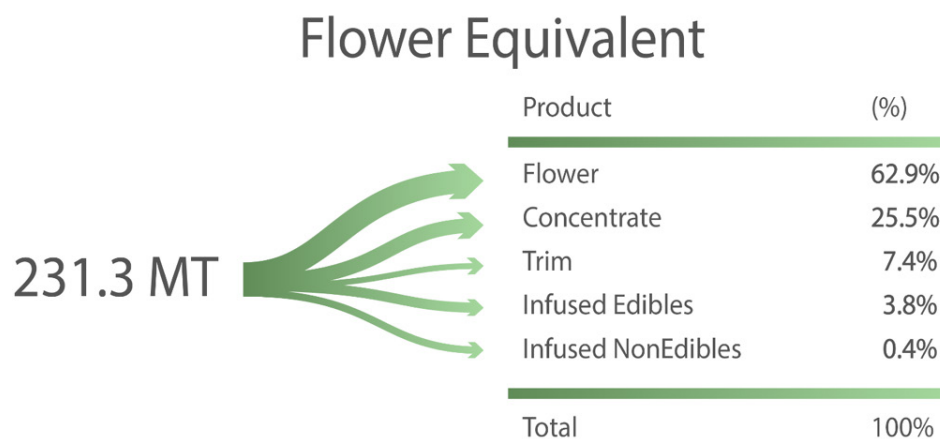 Flower Equivalent
Product (%)
Flower 62.9%
Concentrate 25.5%
231.3 MT
Trim 7.4%
Infused Edibles 3.8%
Infused NonEdibles 0.4%
Total 100%